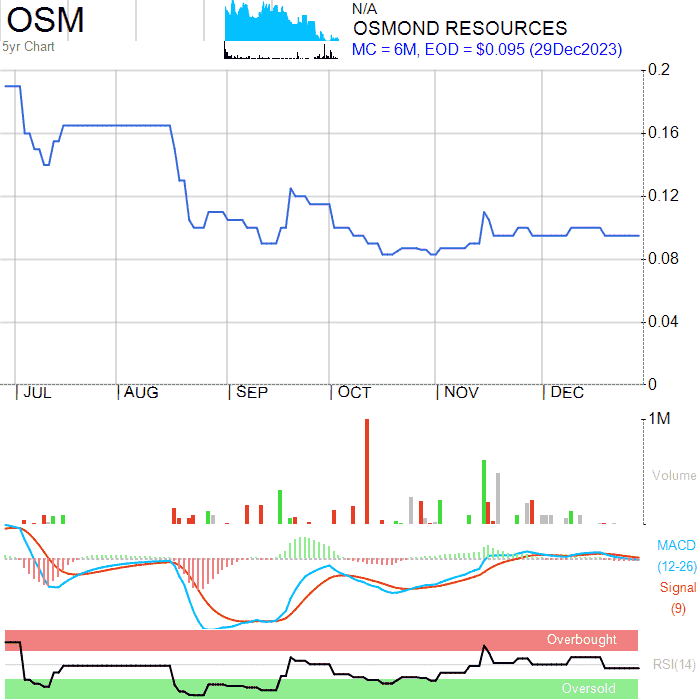 OSM
5yr Chart
N/A
OSMOND RESOURCES
MC = 6M, EOD = $0.095 (29Dec2023)
0.2
0.16
0.12
0.08
0.04
0
JUL AUG SEP OCT NOV DEC
1M
Volume
MACD
(12-26)
Signal
(9)
Overbought
RSI(14)
Oversold